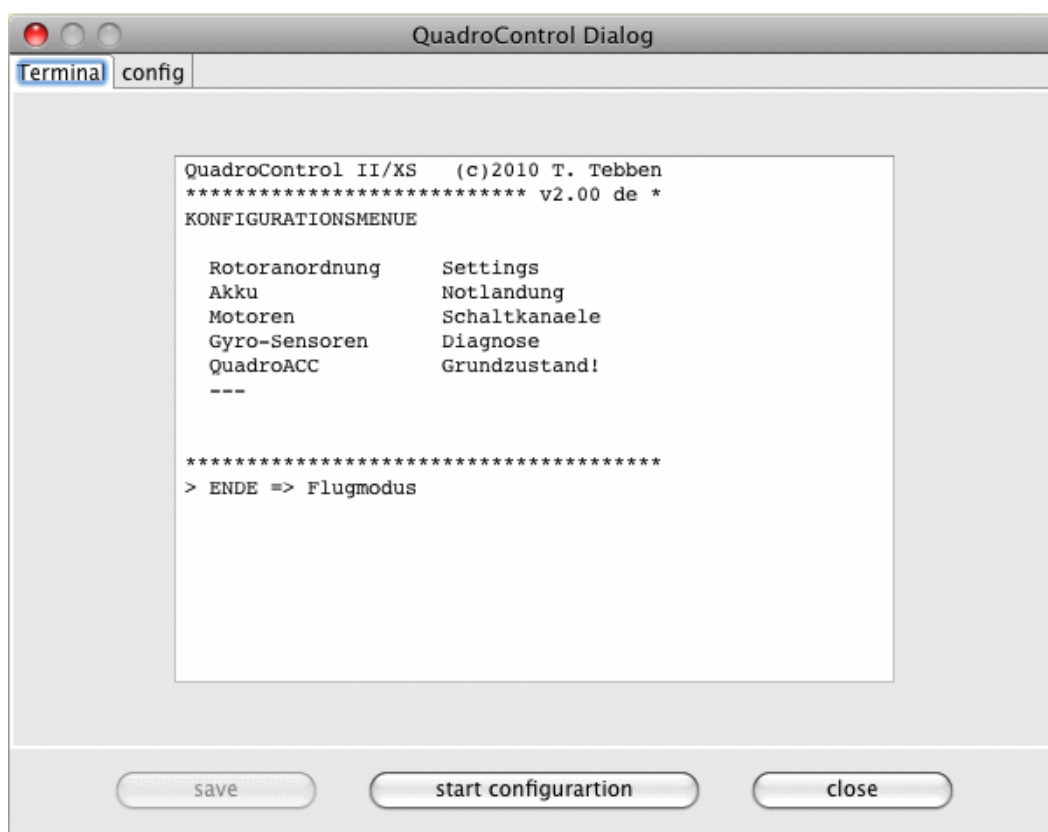 QuadroControl Dialog
Terminal config
QuadroControl II/XS (c)2010 T. Tebben
**************************** v2.00 de *
KONFIGURATIONSMENUE
Rotoranordnung Settings
Akku Notlandung
Motoren Schaltkanaele
Gyro-Sensoren Diagnose
QuadroACC Grundzustand!
---
***************************************
> ENDE => Flugmodus
save start configurartion close